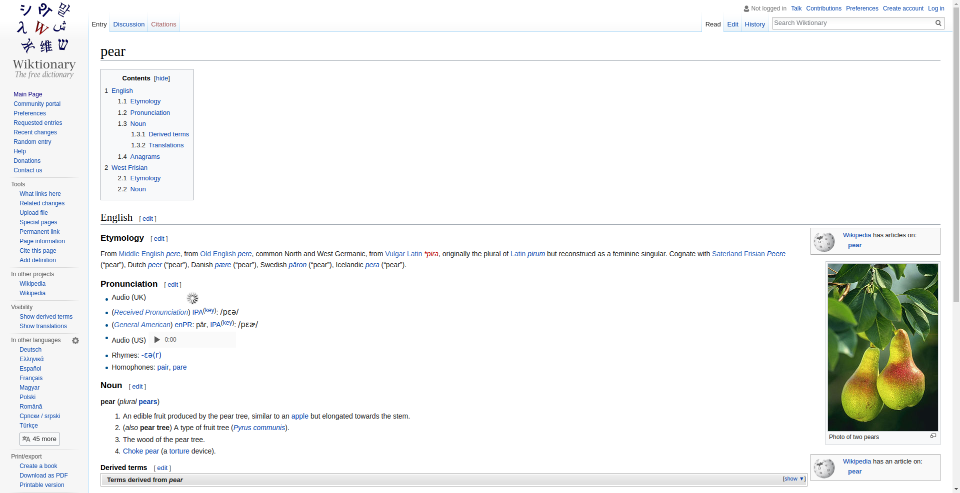 Not logged in Talk Contributions Preferences Create account Log in
Entry Discussion Citations Read Edit History Search Wiktionary
Wiktionary
The free dictionary
Main Page
Community portal
Preferences
Requested entries
Recent changes
Random entry
Help
Donations
Contact us
Tools
What links here
Related changes
Upload file
Special pages
Permanent link
Page information
Cite this page
Add definition
In other projects
Wikipedia
Wikipedia
Visibility
Show derived terms
Show translations
In other languages
Deutsch
Ελληνικά
Español
Français
Magyar
Polski
Română
Српски / srpski
Türkçe
45 more
Print/export
Create a book
Download as PDF
Printable version
pear
Contents [hide]
1 English
1.1 Etymology
1.2 Pronunciation
1.3 Noun
1.3.1 Derived terms
1.3.2 Translations
1.4 Anagrams
2 West Frisian
2.1 Etymology
2.2 Noun
English [ edit ]
Etymology [ edit ]
From Middle English pere, from Old English pere, common North and West Germanic, from Vulgar Latin *pira, originally the plural of Latin pirum but reconstructed as a feminine singular. Cognate with Saterland Frisian Peere
("pear"), Dutch peer ("pear"), Danish pære ("pear"), Swedish päron ("pear"), Icelandic pera ("pear").
Pronunciation [ edit ]
Audio (UK)
(Received Pronunciation) IPA(key): /pɛə/
(General American) enPR: pâr, IPA(key): /pɛɚ/
Audio (US) 0:00
Rhymes: -ɛə(ɹ)
Homophones: pair, pare
Noun [ edit ]
pear (plural pears)
1. An edible fruit produced by the pear tree, similar to an apple but elongated towards the stem.
2. (also pear tree) A type of fruit tree (Pyrus communis).
3. The wood of the pear tree.
4. Choke pear (a torture device).
Derived terms [ edit ]
Terms derived from pear [show ▼]
Wikipedia has articles on:
pear
Photo of two pears
Wikipedia has an article on:
pear